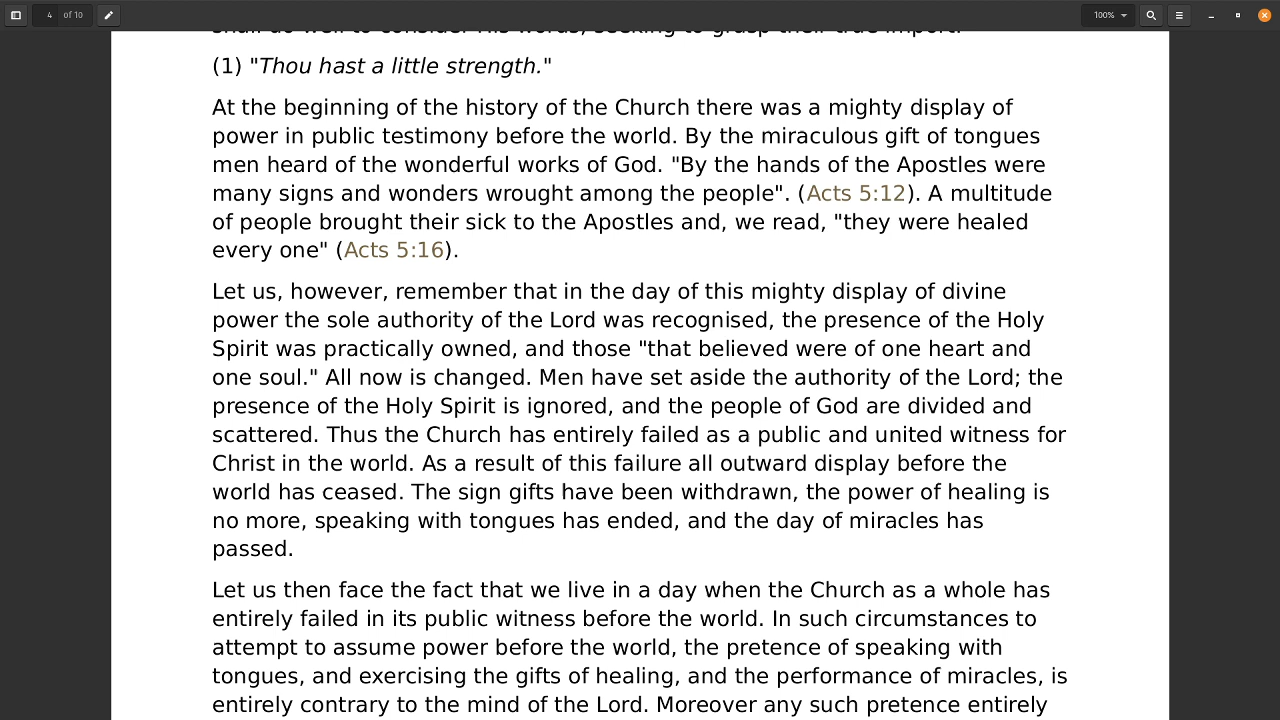 4 of 10
100%
shall do well to consider His words, seeking to grasp their true import.
(1) "Thou hast a little strength."
At the beginning of the history of the Church there was a mighty display of
power in public testimony before the world. By the miraculous gift of tongues
men heard of the wonderful works of God. "By the hands of the Apostles were
many signs and wonders wrought among the people". (Acts 5:12). A multitude
of people brought their sick to the Apostles and, we read, "they were healed
every one" (Acts 5:16).
Let us, however, remember that in the day of this mighty display of divine
power the sole authority of the Lord was recognised, the presence of the Holy
Spirit was practically owned, and those "that believed were of one heart and
one soul." All now is changed. Men have set aside the authority of the Lord; the
presence of the Holy Spirit is ignored, and the people of God are divided and
scattered. Thus the Church has entirely failed as a public and united witness for
Christ in the world. As a result of this failure all outward display before the
world has ceased. The sign gifts have been withdrawn, the power of healing is
no more, speaking with tongues has ended, and the day of miracles has
passed.
Let us then face the fact that we live in a day when the Church as a whole has
entirely failed in its public witness before the world. In such circumstances to
attempt to assume power before the world, the pretence of speaking with
tongues, and exercising the gifts of healing, and the performance of miracles, is
entirely contrary to the mind of the Lord. Moreover any such pretence entirely